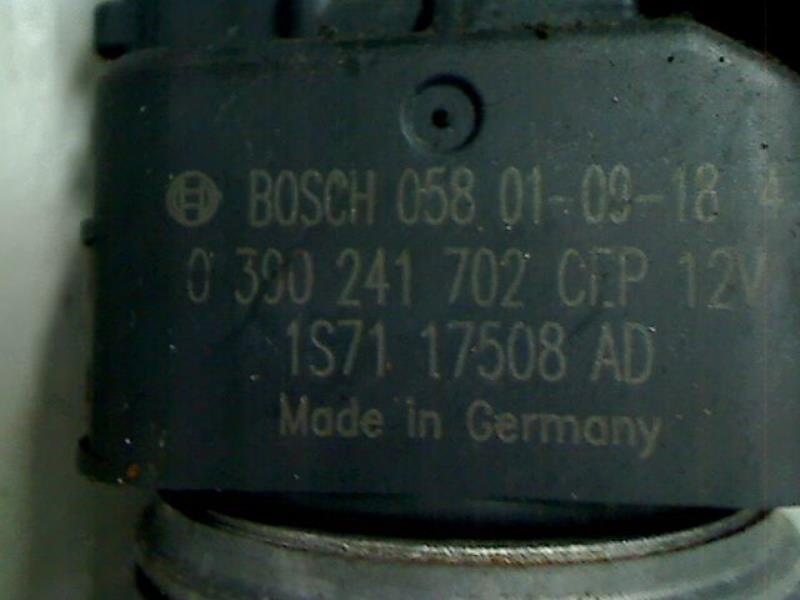 BOSCH 058 01-09-18 4
0 390 241 702 CEP 12V
1S71 17508 AD
Made in Germany